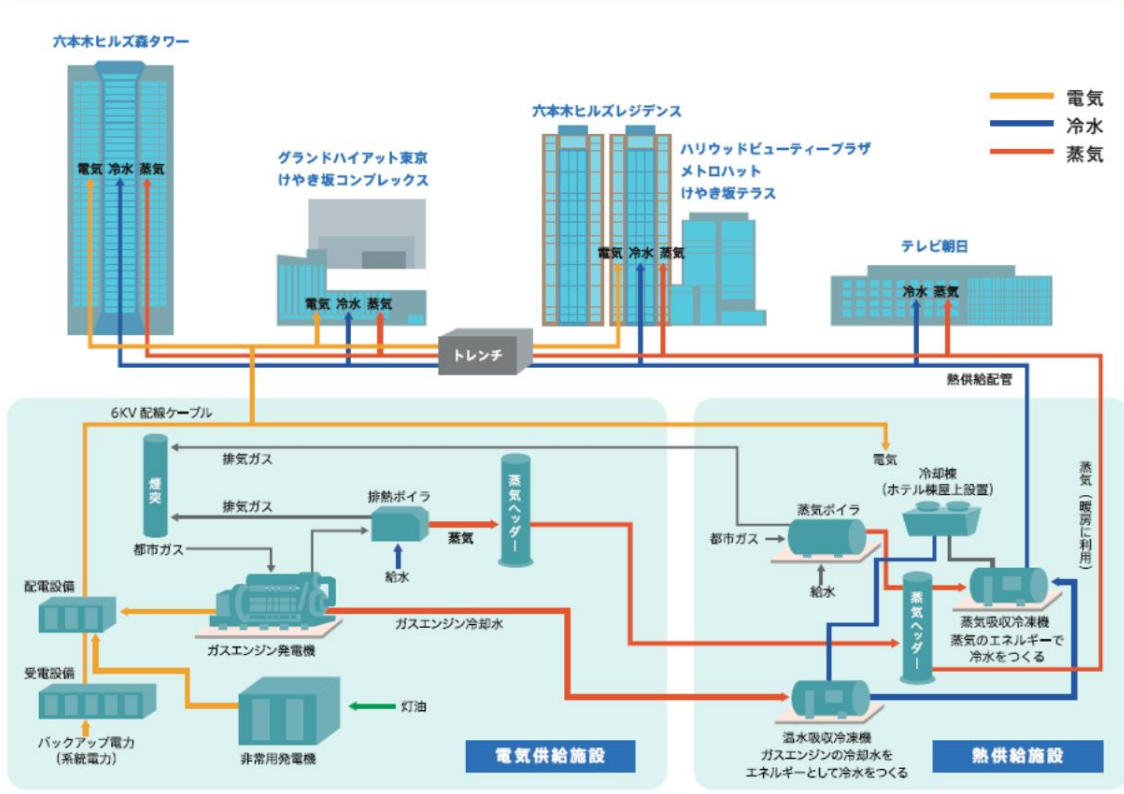 六本木ヒルズ森タワー
電気 冷水 蒸気
グランドハイアット東京
けやき坂コンプレックス
電気 冷水 蒸気
六本木ヒルズレジデンス
ハリウッドビューティープラザ
メトロハット
けやき坂テラス
電気 冷水 蒸気
テレビ朝日
冷水 蒸気
電気
冷水
蒸気
トレンチ
熱供給配管
6KV 配線ケーブル
煙突
排気ガス
排気ガス
都市ガス
排熱ボイラ
蒸気
給水
蒸気ヘッダー
配電設備
ガスエンジン発電機
ガスエンジン冷却水
受電設備
バックアップ電力
(系統電力)
非常用発電機
灯油
電気供給施設
電気
冷却棟
(ホテル棟屋上設置)
蒸気ボイラ
都市ガス
給水
蒸気ヘッダー
蒸気(暖房に利用)
蒸気吸収冷凍機
蒸気のエネルギーで
冷水をつくる
温水吸収冷凍機
ガスエンジンの冷却水を
エネルギーとして冷水をつくる
熱供給施設